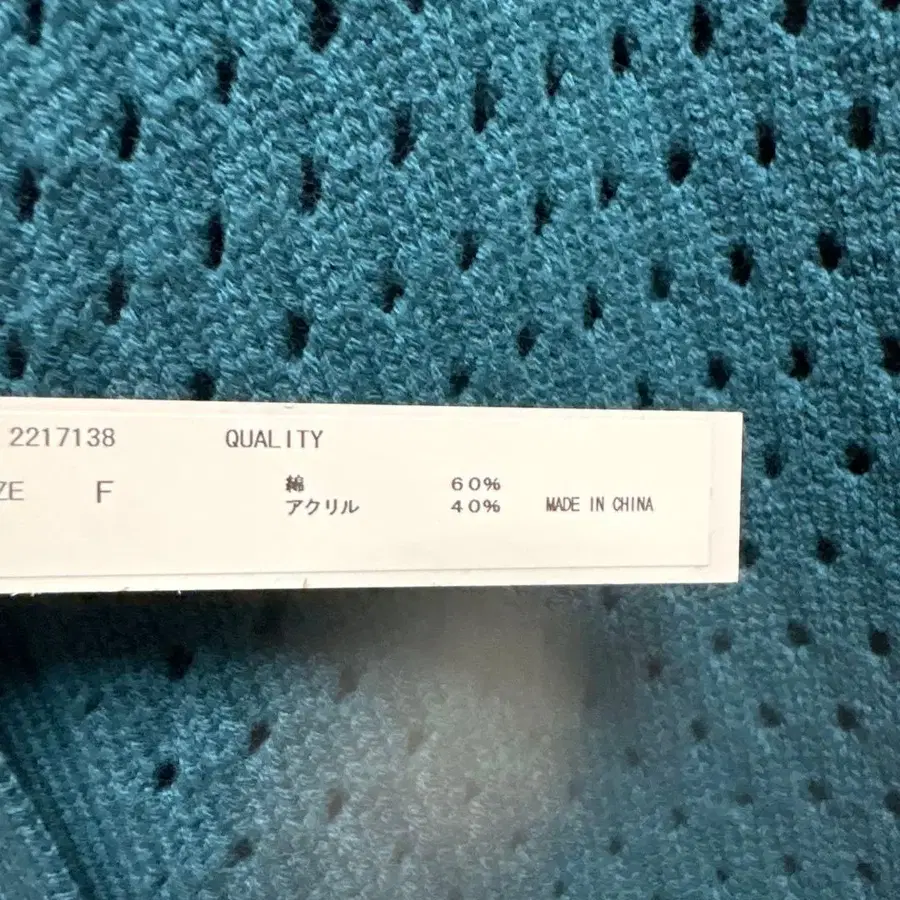 2217138 QUALITY
ZE F 綿 60%
アクリル 40% MADE IN CHINA